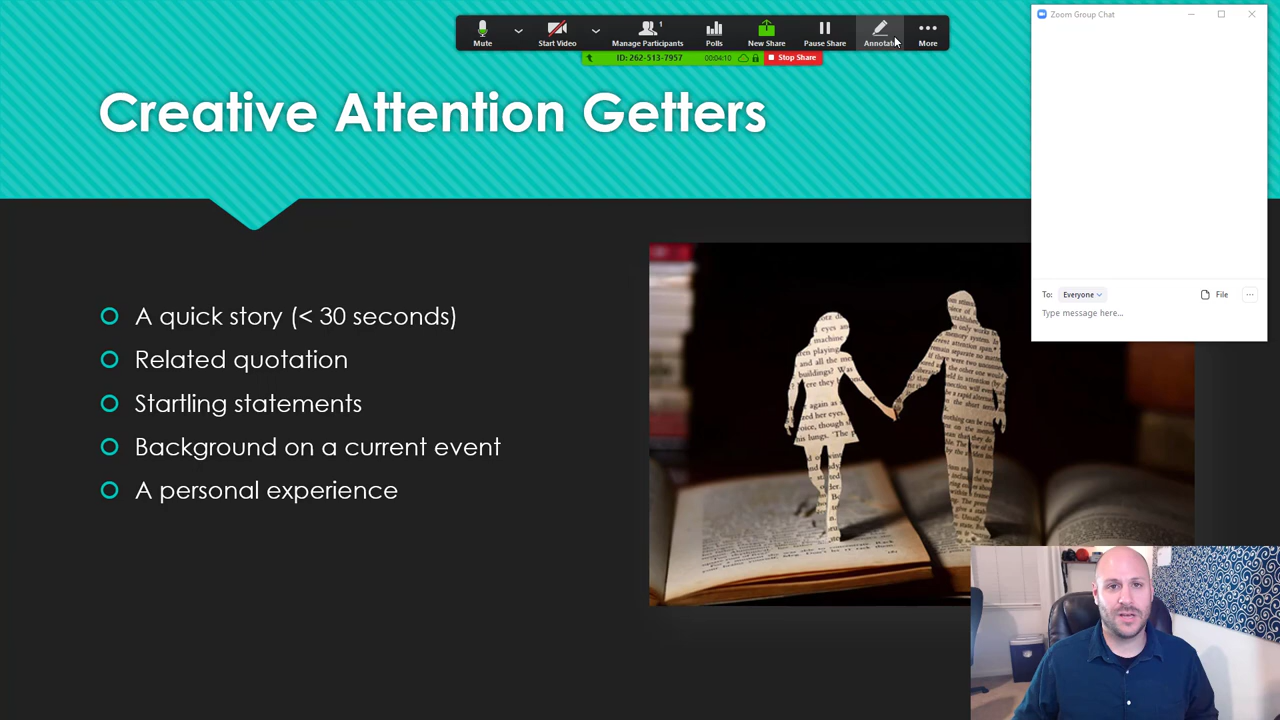 Mute
Start Video
Manage Participants
1
Polls
New Share
Pause Share
Annotate
More
Zoom Group Chat
ID: 262-513-7957
00:04:10
Stop Share
Creative Attention Getters
A quick story (< 30 seconds)
Related quotation
Startling statements
Background on a current event
A personal experience
To:
Everyone
File
Type message here...